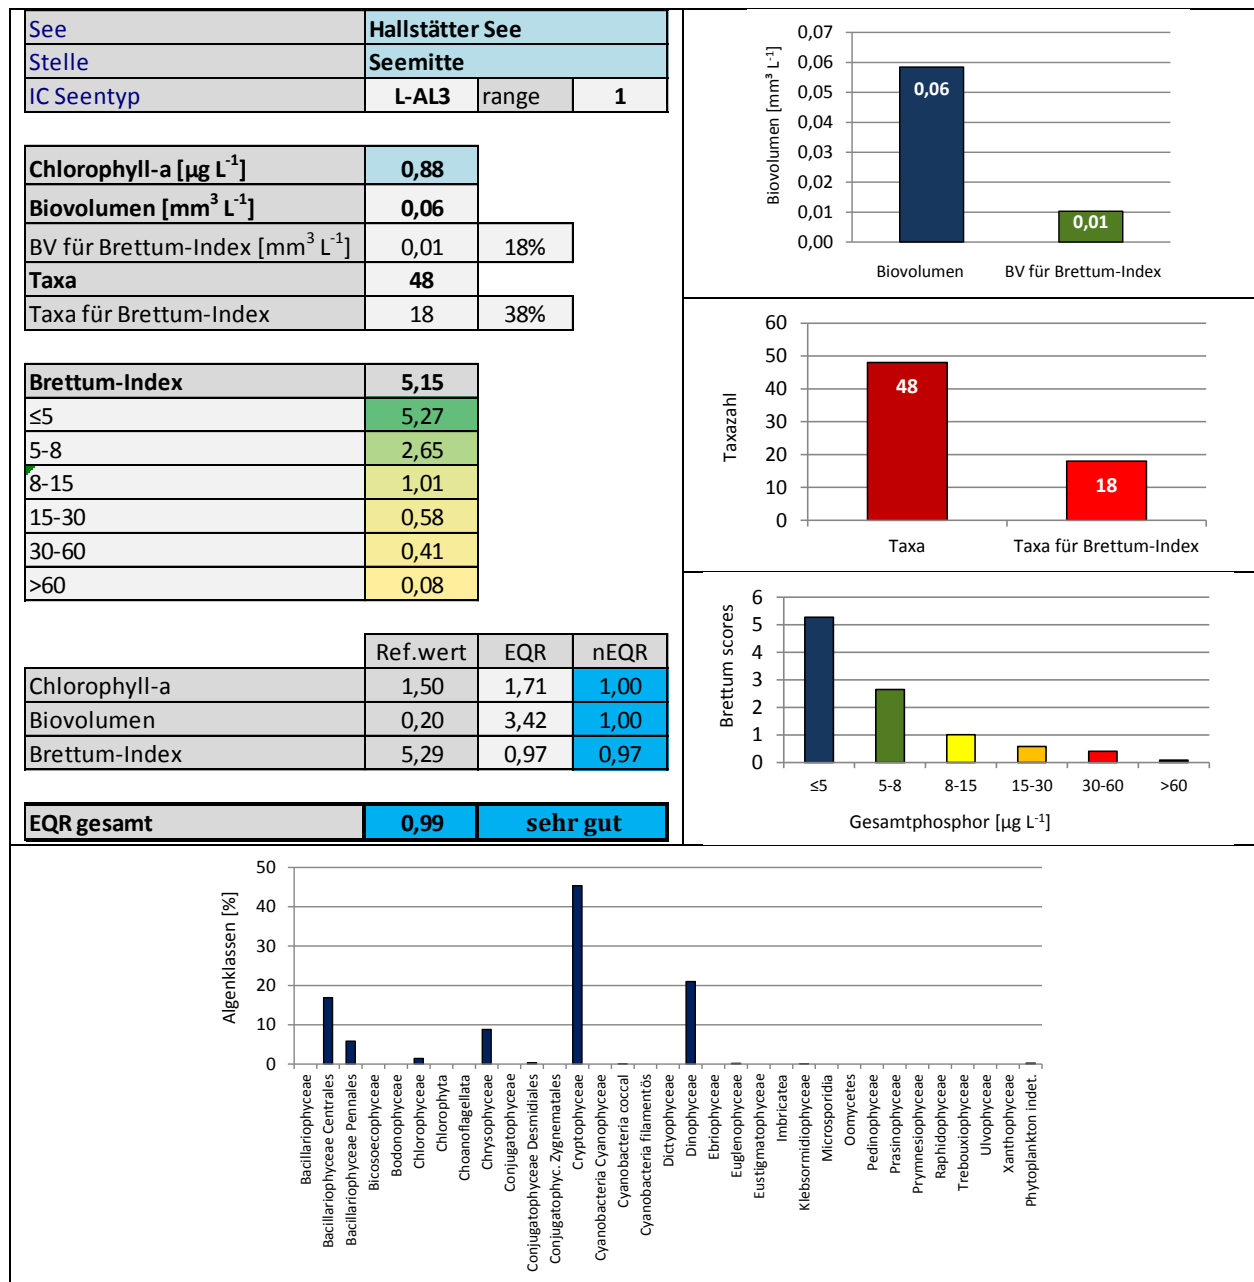 See Hallstätter See
Stelle Seemitte
IC Seentyp L-AL3 range 1
Chlorophyll-a [µg L⁻¹] 0,88
Biovolumen [mm³ L⁻¹] 0,06
BV für Brettum-Index [mm³ L⁻¹] 0,01 18%
Taxa 48
Taxa für Brettum-Index 18 38%
Brettum-Index 5,15
≤5 5,27
5-8 2,65
8-15 1,01
15-30 0,58
30-60 0,41
>60 0,08
Ref.wert EQR nEQR
Chlorophyll-a 1,50 1,71 1,00
Biovolumen 0,20 3,42 1,00
Brettum-Index 5,29 0,97 0,97
EQR gesamt 0,99 sehr gut
Biovolumen [mm³ L⁻¹]
0,07
0,06
0,05
0,04
0,03
0,02
0,01
0,00
0,06
0,01
Biovolumen BV für Brettum-Index
Taxazahl
60
50
40
30
20
10
0
48
18
Taxa Taxa für Brettum-Index
Brettum scores
6
5
4
3
2
1
0
≤5 5-8 8-15 15-30 30-60 >60
Gesamtphosphor [µg L⁻¹]
Algenklassen [%]
50
40
30
20
10
0
Bacillariophyceae
Bacillariophyceae Centrales
Bacillariophyceae Pennales
Bicosoecophyceae
Bodonophyceae
Chlorophyceae
Chlorophyta
Choanoflagellata
Chrysophyceae
Conjugatophyceae
Conjugatophyceae Desmidiales
Conjugatophyc. Zygnematales
Cryptophyceae
Cyanobacteria Cyanophyceae
Cyanobacteria coccal
Cyanobacteria filamentös
Dictyophyceae
Dinophyceae
Ebriophyceae
Euglenophyceae
Eustigmatophyceae
Imbricatea
Klebsormidiophyceae
Microsporidia
Oomycetes
Pedinophyceae
Prasinophyceae
Prymnesiophyceae
Raphidophyceae
Trebouxiophyceae
Ulvophyceae
Xanthophyceae
Phytoplankton indet.